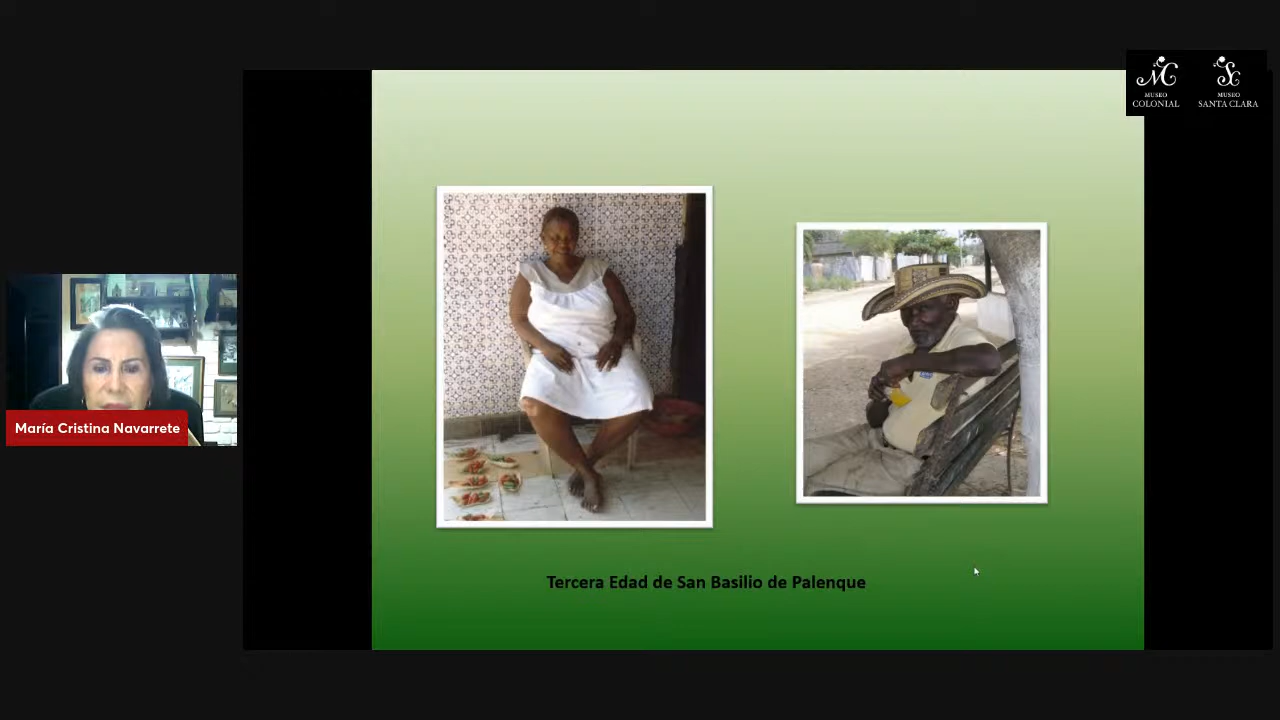 MUSEO
COLONIAL
MUSEO
SANTA CLARA
María Cristina Navarrete
Tercera Edad de San Basilio de Palenque